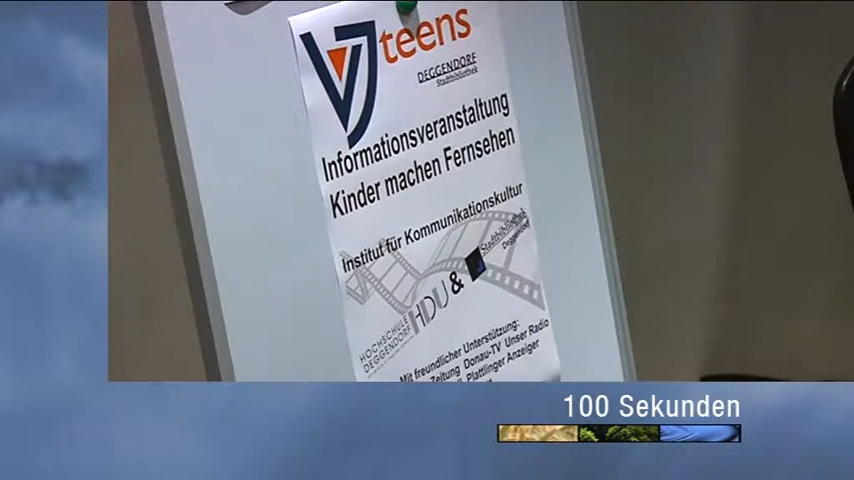 VJ teens
DEGGENDORF
Stadtbibliothek
Informationsveranstaltung
Kinder machen Fernsehen
Institut für Kommunikationskultur
Stadtbibliothek
Deggendorf
HDU &
HOCHSCHULE
DEGGENDORF
Mit freundlicher Unterstützung:
Zeitung Donau-TV Unser Radio
Plattlinger Anzeiger
100 Sekunden